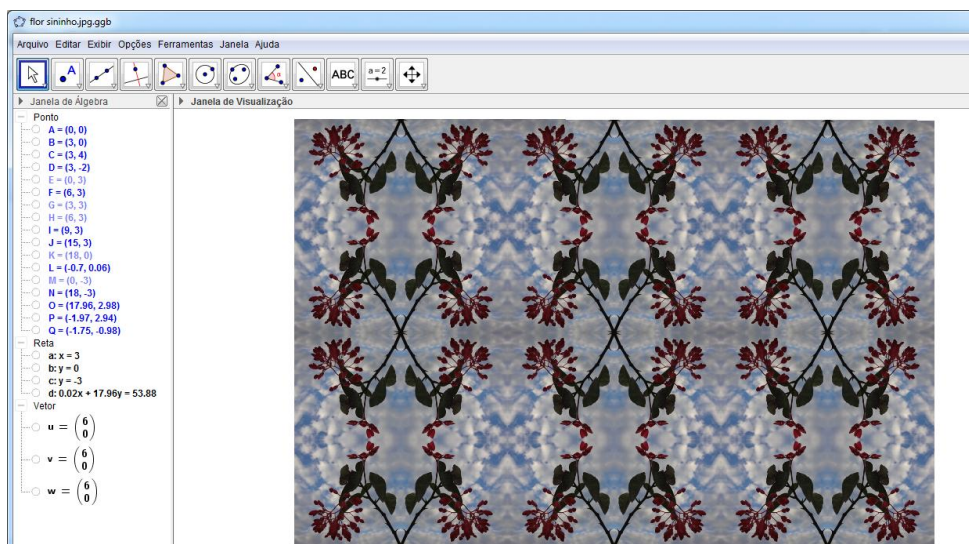 flor sininho.jpg.ggb
Arquivo Editar Exibir Opções Ferramentas Janela Ajuda
A
α
ABC
a=2
Janela de Álgebra
Janela de Visualização
Ponto
A = (0, 0)
B = (3, 0)
C = (3, 4)
D = (3, -2)
E = (0, 3)
F = (6, 3)
G = (3, 3)
H = (6, 3)
I = (9, 3)
J = (15, 3)
K = (18, 0)
L = (-0.7, 0.06)
M = (0, -3)
N = (18, -3)
O = (17.96, 2.98)
P = (-1.97, 2.94)
Q = (-1.75, -0.98)
Reta
a: x = 3
b: y = 0
c: y = -3
d: 0.02x + 17.96y = 53.88
Vetor
u = (6 0)
v = (6 0)
w = (6 0)